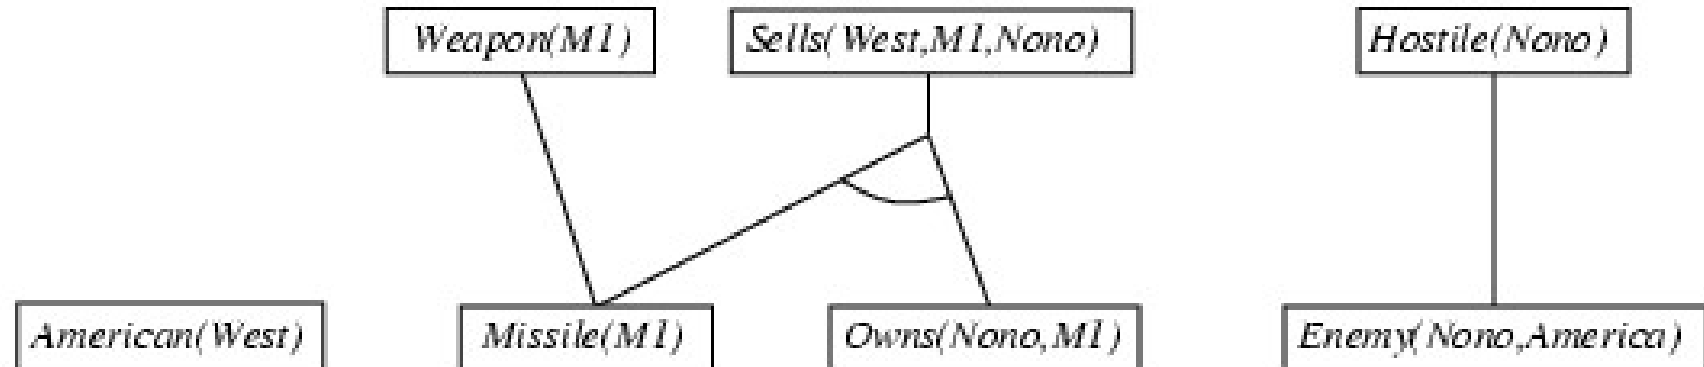 Weapon(M1)
Sells(West,M1,Nono)
Hostile(Nono)
American(West)
Missile(M1)
Owns(Nono,M1)
Enemy(Nono,America)